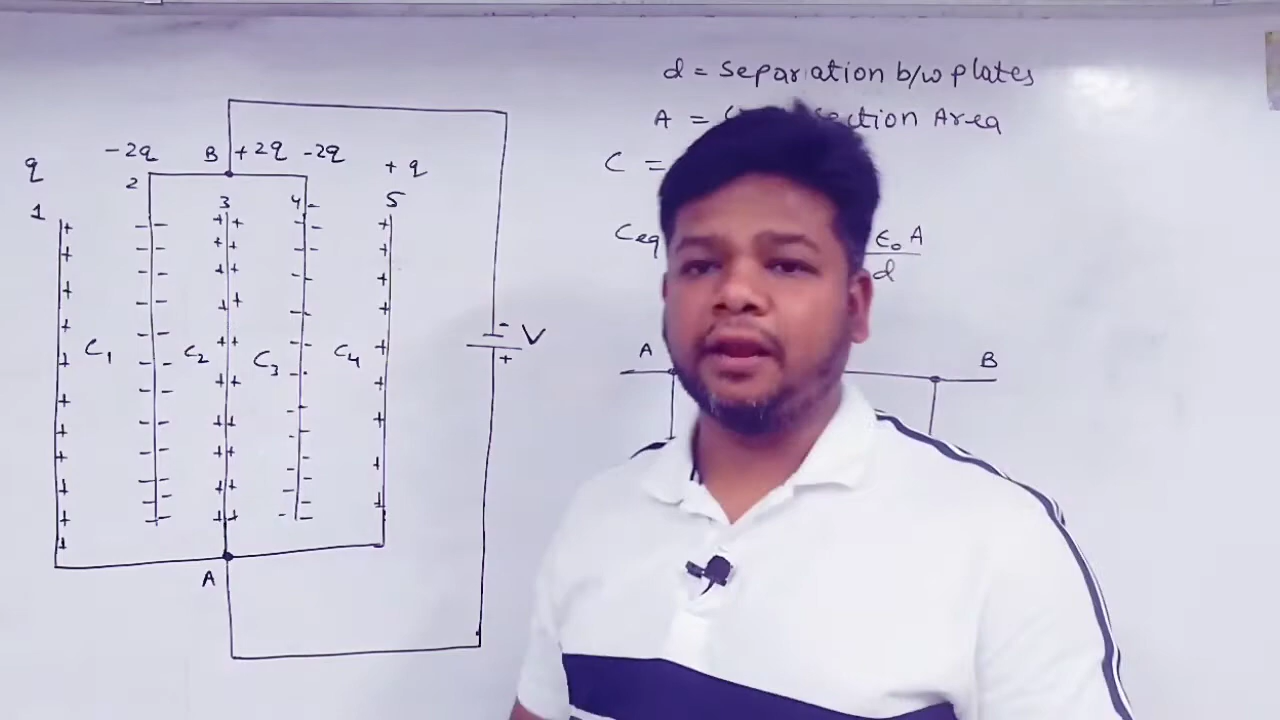 d = Separation b/w plates
A = section Area
C =
Ceq
ε₀ A
d
A
B
q
-2q
B
+2q
-2q
+ q
1
2
3
4
5
C₁
C₂
C₃
C₄
-
V
+
A